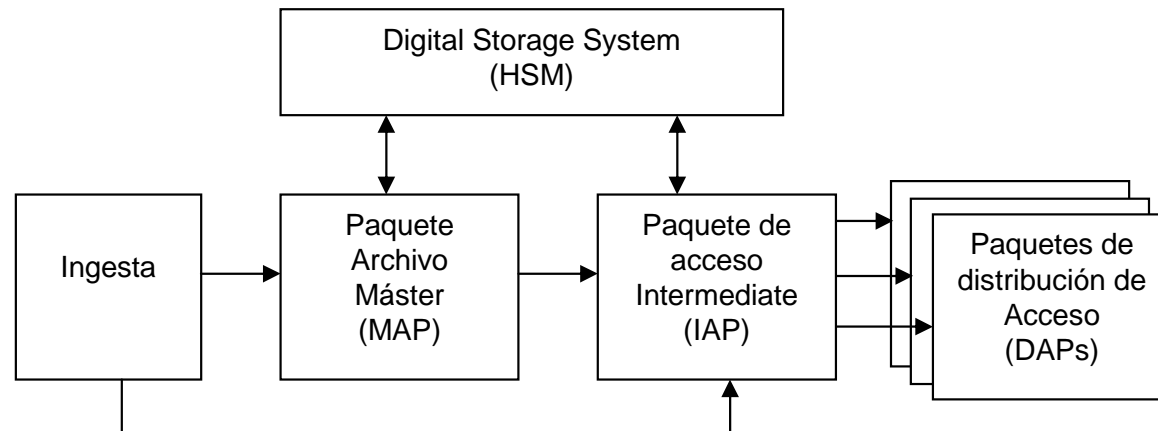 Digital Storage System
(HSM)
Ingesta
Paquete
Archivo
Máster
(MAP)
Paquete de
acceso
Intermediate
(IAP)
Paquetes de
distribución de
Acceso
(DAPs)